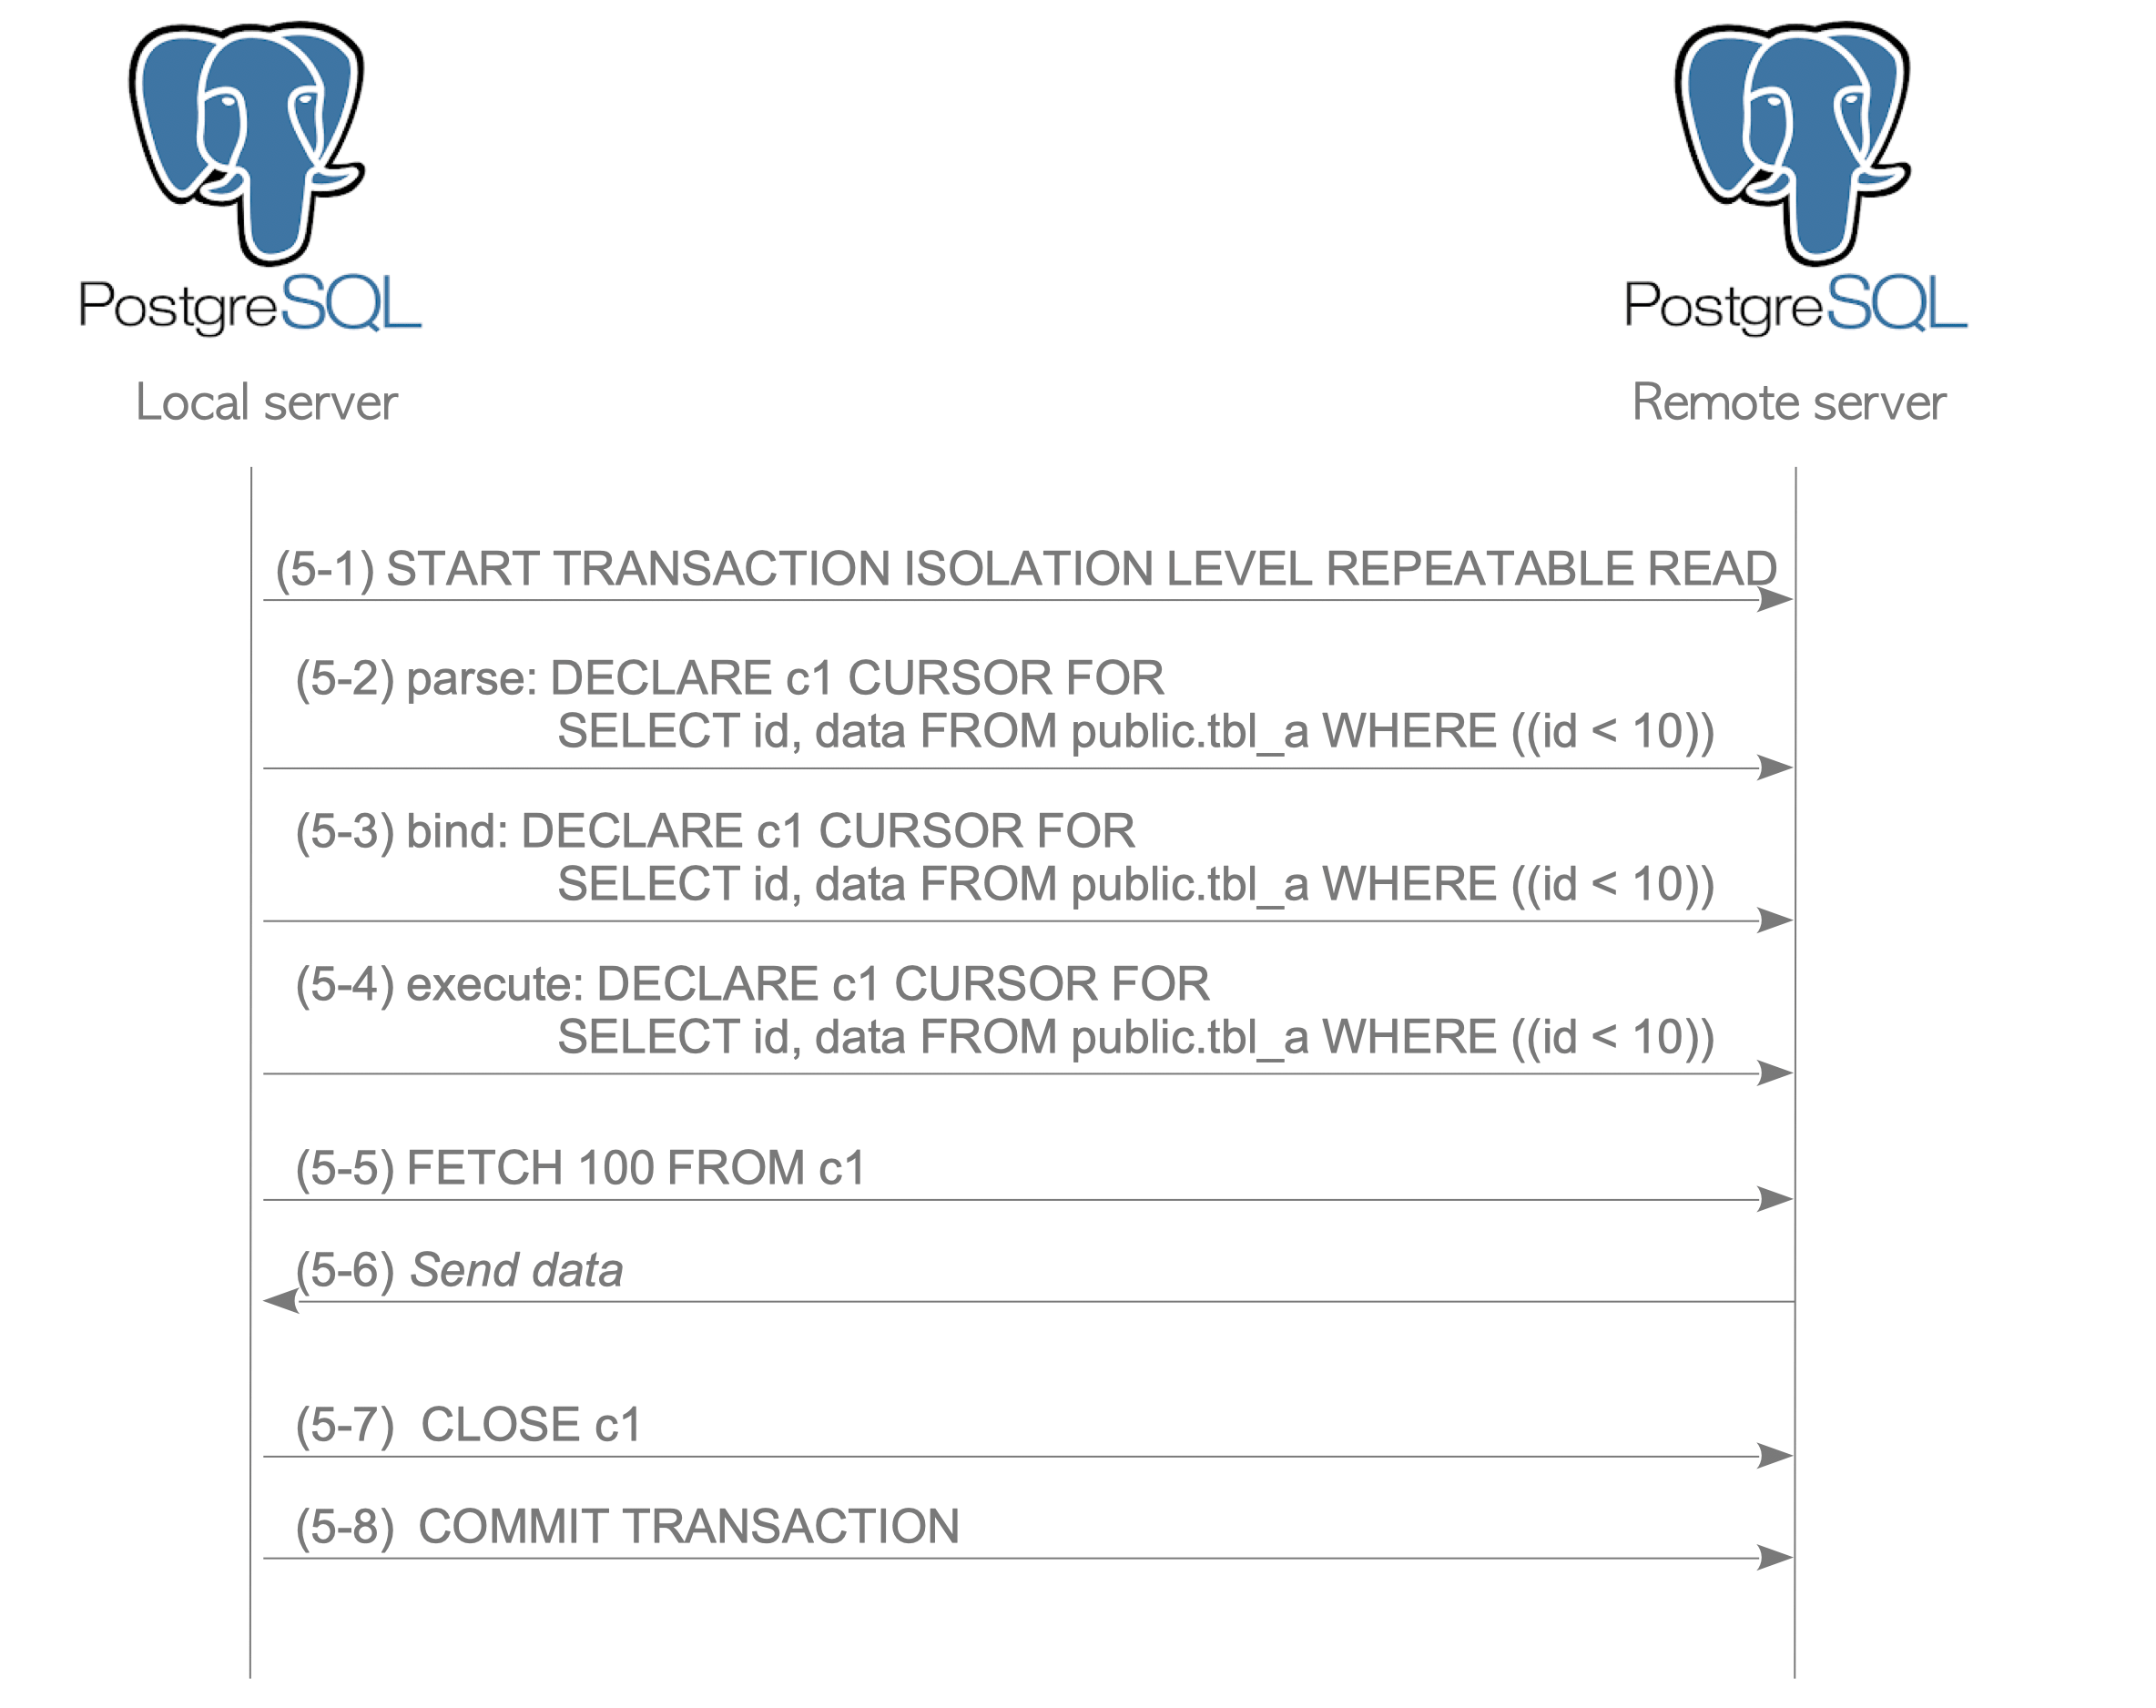 PostgreSQL PostgreSQL
Local server Remote server
(5-1) START TRANSACTION ISOLATION LEVEL REPEATABLE READ
(5-2) parse: DECLARE c1 CURSOR FOR
SELECT id, data FROM public.tbl_a WHERE ((id < 10))
(5-3) bind: DECLARE c1 CURSOR FOR
SELECT id, data FROM public.tbl_a WHERE ((id < 10))
(5-4) execute: DECLARE c1 CURSOR FOR
SELECT id, data FROM public.tbl_a WHERE ((id < 10))
(5-5) FETCH 100 FROM c1
(5-6) Send data
(5-7) CLOSE c1
(5-8) COMMIT TRANSACTION